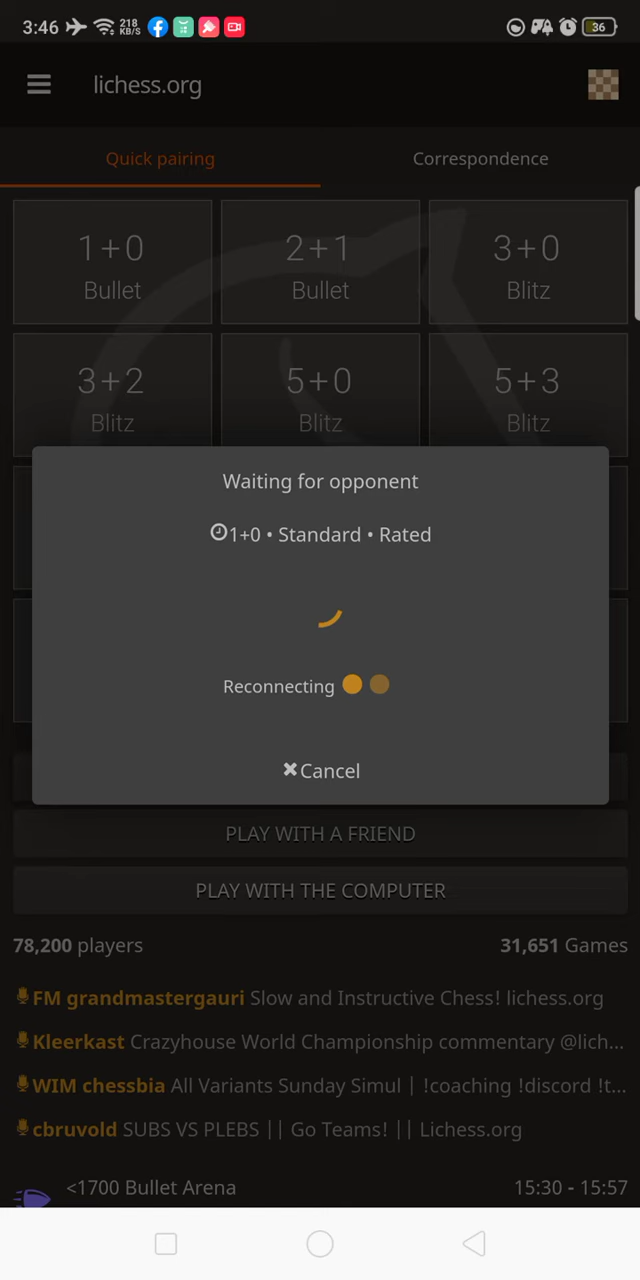 3:46 218 KB/S 36
lichess.org
Quick pairing Correspondence
1+0 2+1 3+0
Bullet Bullet Blitz
3+2 5+0 5+3
Blitz Blitz Blitz
Waiting for opponent
1+0 • Standard • Rated
Reconnecting
Cancel
PLAY WITH A FRIEND
PLAY WITH THE COMPUTER
78,200 players 31,651 Games
FM grandmastergauri Slow and Instructive Chess! lichess.org
Kleerkast Crazyhouse World Championship commentary @lich...
WIM chessbia All Variants Sunday Simul | !coaching !discord !t...
cbruvold SUBS VS PLEBS || Go Teams! || Lichess.org
<1700 Bullet Arena 15:30 - 15:57